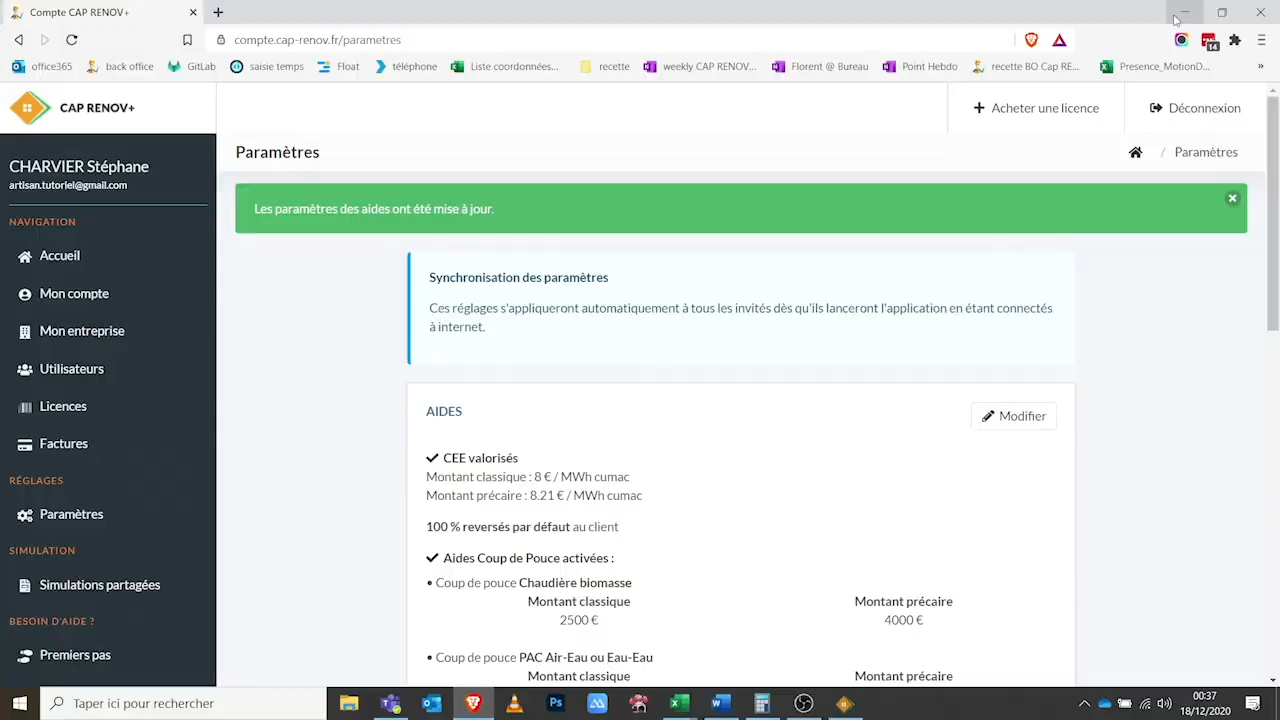 Compte CAP RENOV+
compte.cap-renov.fr/parametres
14
office365
back office
GitLab
saisie temps
Float
téléphone
Liste coordonnées...
recette
weekly CAP RENOV...
Florent @ Bureau
Point Hebdo
recette BO Cap RE...
Presence_MotionD...
»
CAP RENOV+
Acheter une licence
Déconnexion
CHARVIER Stéphane
artisan.tutoriel@gmail.com
NAVIGATION
Accueil
Mon compte
Mon entreprise
Utilisateurs
Licences
Factures
RÉGLAGES
Paramètres
SIMULATION
Simulations partagées
BESOIN D'AIDE ?
Premiers pas
Paramètres
/ Paramètres
Les paramètres des aides ont été mise à jour.
Synchronisation des paramètres
Ces réglages s'appliqueront automatiquement à tous les invités dès qu'ils lanceront l'application en étant connectés
à internet.
AIDES
Modifier
CEE valorisés
Montant classique : 8 € / MWh cumac
Montant précaire : 8.21 € / MWh cumac
100 % reversés par défaut au client
Aides Coup de Pouce activées :
• Coup de pouce Chaudière biomasse
Montant classique
Montant précaire
2500 €
4000 €
• Coup de pouce PAC Air-Eau ou Eau-Eau
Montant classique
Montant précaire
Taper ici pour rechercher
00:37
18/12/2020